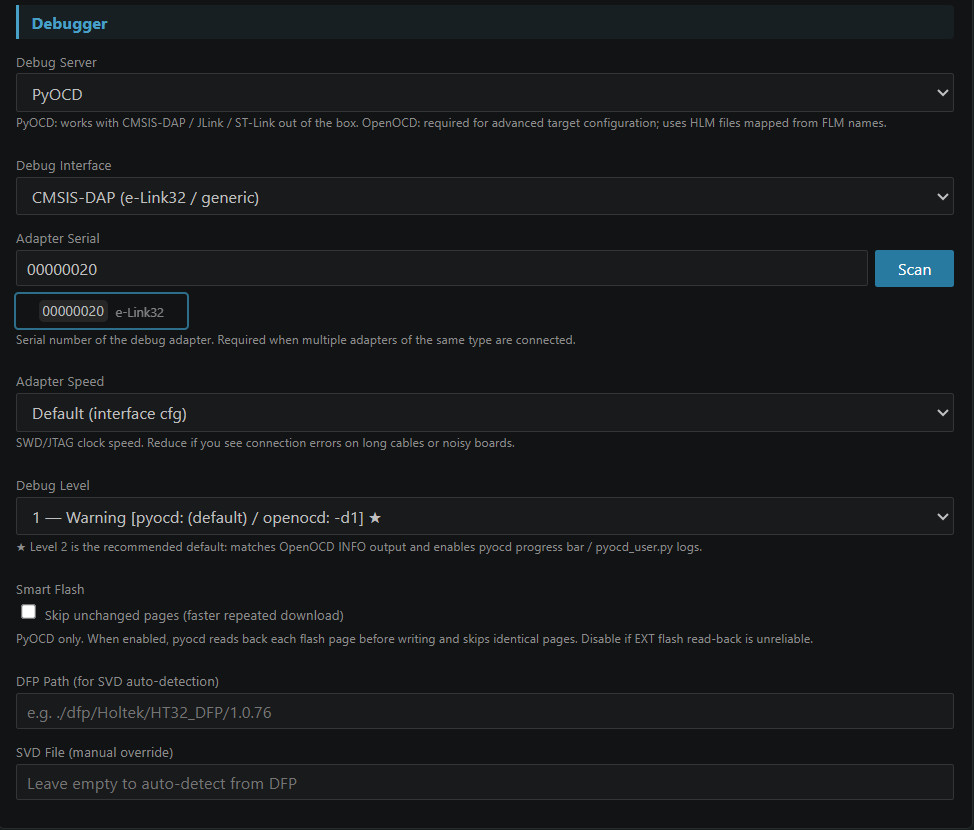 Debugger
Debug Server
PyOCD
PyOCD: works with CMSIS-DAP / JLink / ST-Link out of the box. OpenOCD: required for advanced target configuration; uses HLM files mapped from FLM names.
Debug Interface
CMSIS-DAP (e-Link32 / generic)
Adapter Serial
00000020
Scan
00000020 e-Link32
Serial number of the debug adapter. Required when multiple adapters of the same type are connected.
Adapter Speed
Default (interface cfg)
SWD/JTAG clock speed. Reduce if you see connection errors on long cables or noisy boards.
Debug Level
1 — Warning [pyocd: (default) / openocd: -d1] ★
★ Level 2 is the recommended default: matches OpenOCD INFO output and enables pyocd progress bar / pyocd_user.py logs.
Smart Flash
Skip unchanged pages (faster repeated download)
PyOCD only. When enabled, pyocd reads back each flash page before writing and skips identical pages. Disable if EXT flash read-back is unreliable.
DFP Path (for SVD auto-detection)
e.g. ./dfp/Holtek/HT32_DFP/1.0.76
SVD File (manual override)
Leave empty to auto-detect from DFP